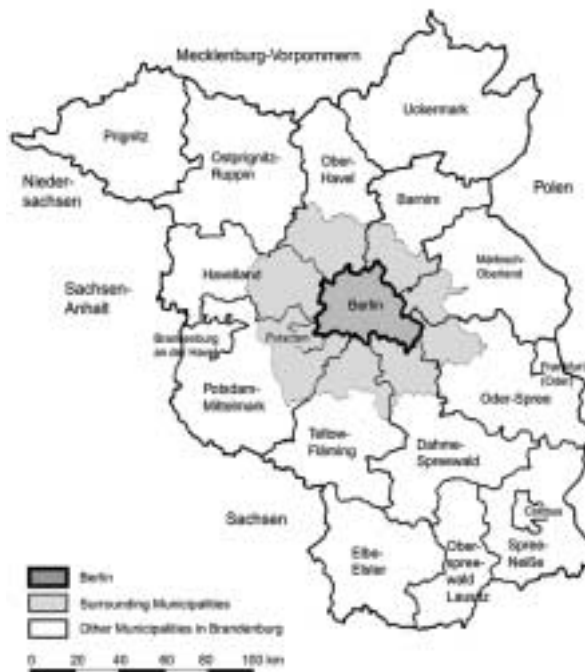 Mecklenburg-Vorpommern
Uckermark
Prignitz
Ostprignitz-
Ruppin
Ober-
Havel
Nieder-
sachsen
Barnim
Polen
Havelland
Märkisch-
Oberland
Sachsen-
Anhalt
Berlin
Brandenburg
an der Havel
Potsdam
Frankfurt
(Oder)
Potsdam-
Mittelmark
Oder-Spree
Teltow-
Fläming
Dahme-
Spreewald
Sachsen
Cottbus
Elbe-
Elster
Ober-
spree-
wald
Lausitz
Spree-
Neiße
Berlin
Surrounding Municipalities
Other Municipalities in Brandenburg
0 20 40 60 80 100 km